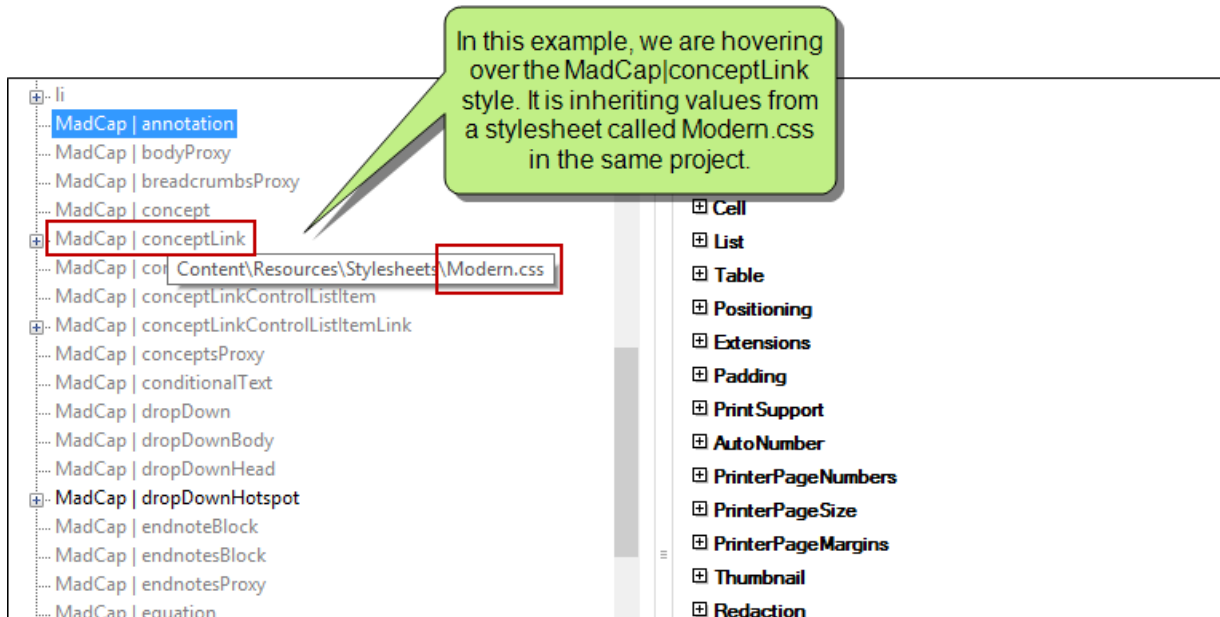 In this example, we are hovering
over the MadCap|conceptLink
style. It is inheriting values from
a stylesheet called Modern.css
in the same project.
li
MadCap | annotation
MadCap | bodyProxy
MadCap | breadcrumbsProxy
MadCap | concept
MadCap | conceptLink
MadCap | con
Content\Resources\Stylesheets\Modern.css
MadCap | conceptLinkControlListItem
MadCap | conceptLinkControlListItemLink
MadCap | conceptsProxy
MadCap | conditionalText
MadCap | dropDown
MadCap | dropDownBody
MadCap | dropDownHead
MadCap | dropDownHotspot
MadCap | endnoteBlock
MadCap | endnotesBlock
MadCap | endnotesProxy
MadCap | equation
Cell
List
Table
Positioning
Extensions
Padding
PrintSupport
AutoNumber
PrinterPageNumbers
PrinterPageSize
PrinterPageMargins
Thumbnail
Redaction